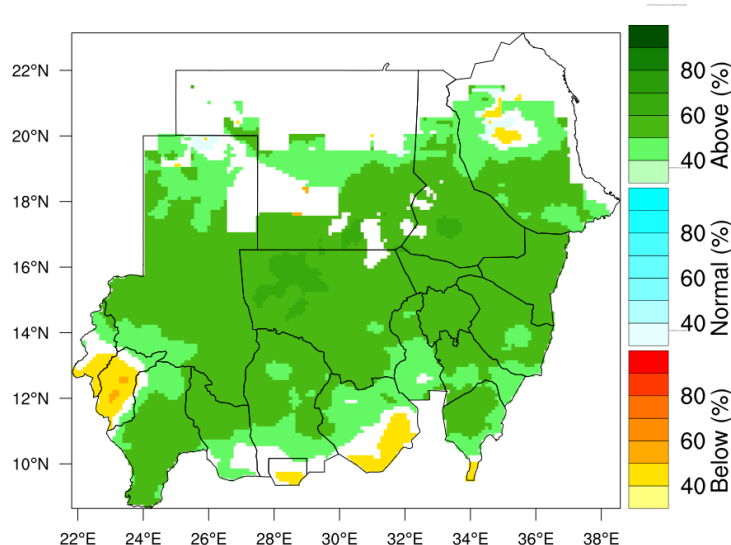 22°N
20°N
18°N
16°N
14°N
12°N
10°N
22°E
24°E
26°E
28°E
30°E
32°E
34°E
36°E
38°E
80
60
40
Above (%)
80
60
40
Normal (%)
80
60
40
Below (%)